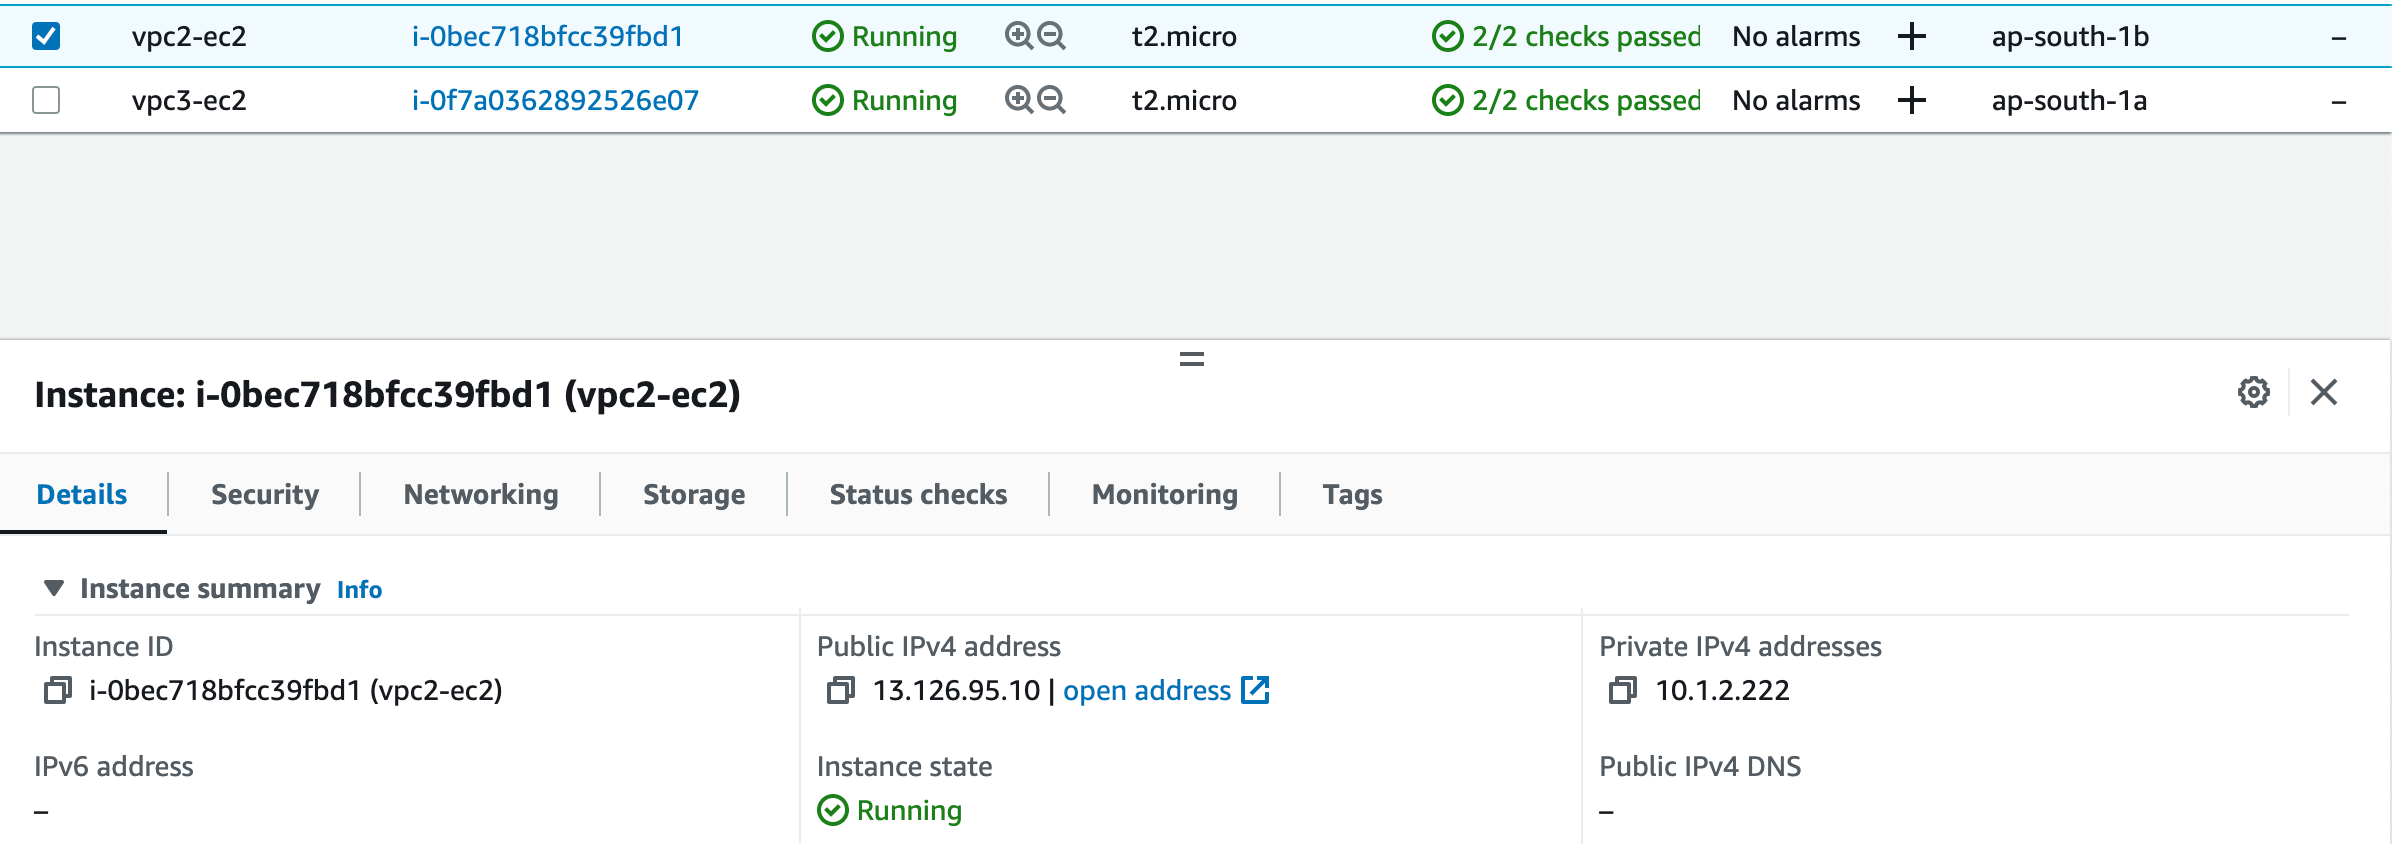 vpc2-ec2 i-0bec718bfcc39fbd1 Running t2.micro 2/2 checks passed No alarms + ap-south-1b –
vpc3-ec2 i-0f7a0362892526e07 Running t2.micro 2/2 checks passed No alarms + ap-south-1a –
Instance: i-0bec718bfcc39fbd1 (vpc2-ec2)
Details Security Networking Storage Status checks Monitoring Tags
Instance summary Info
Instance ID Public IPv4 address Private IPv4 addresses
i-0bec718bfcc39fbd1 (vpc2-ec2) 13.126.95.10 | open address 10.1.2.222
IPv6 address Instance state Public IPv4 DNS
– Running –